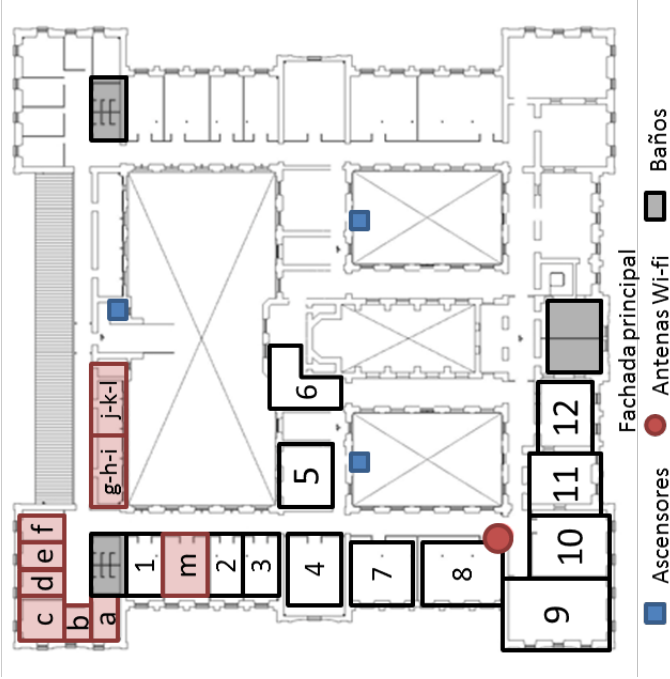 c
d
e
f
b
a
g-h-i
j-k-l
1
m
2
3
4
5
6
7
8
9
10
11
12
Fachada principal
Ascensores
Antenas Wi-fi
Baños